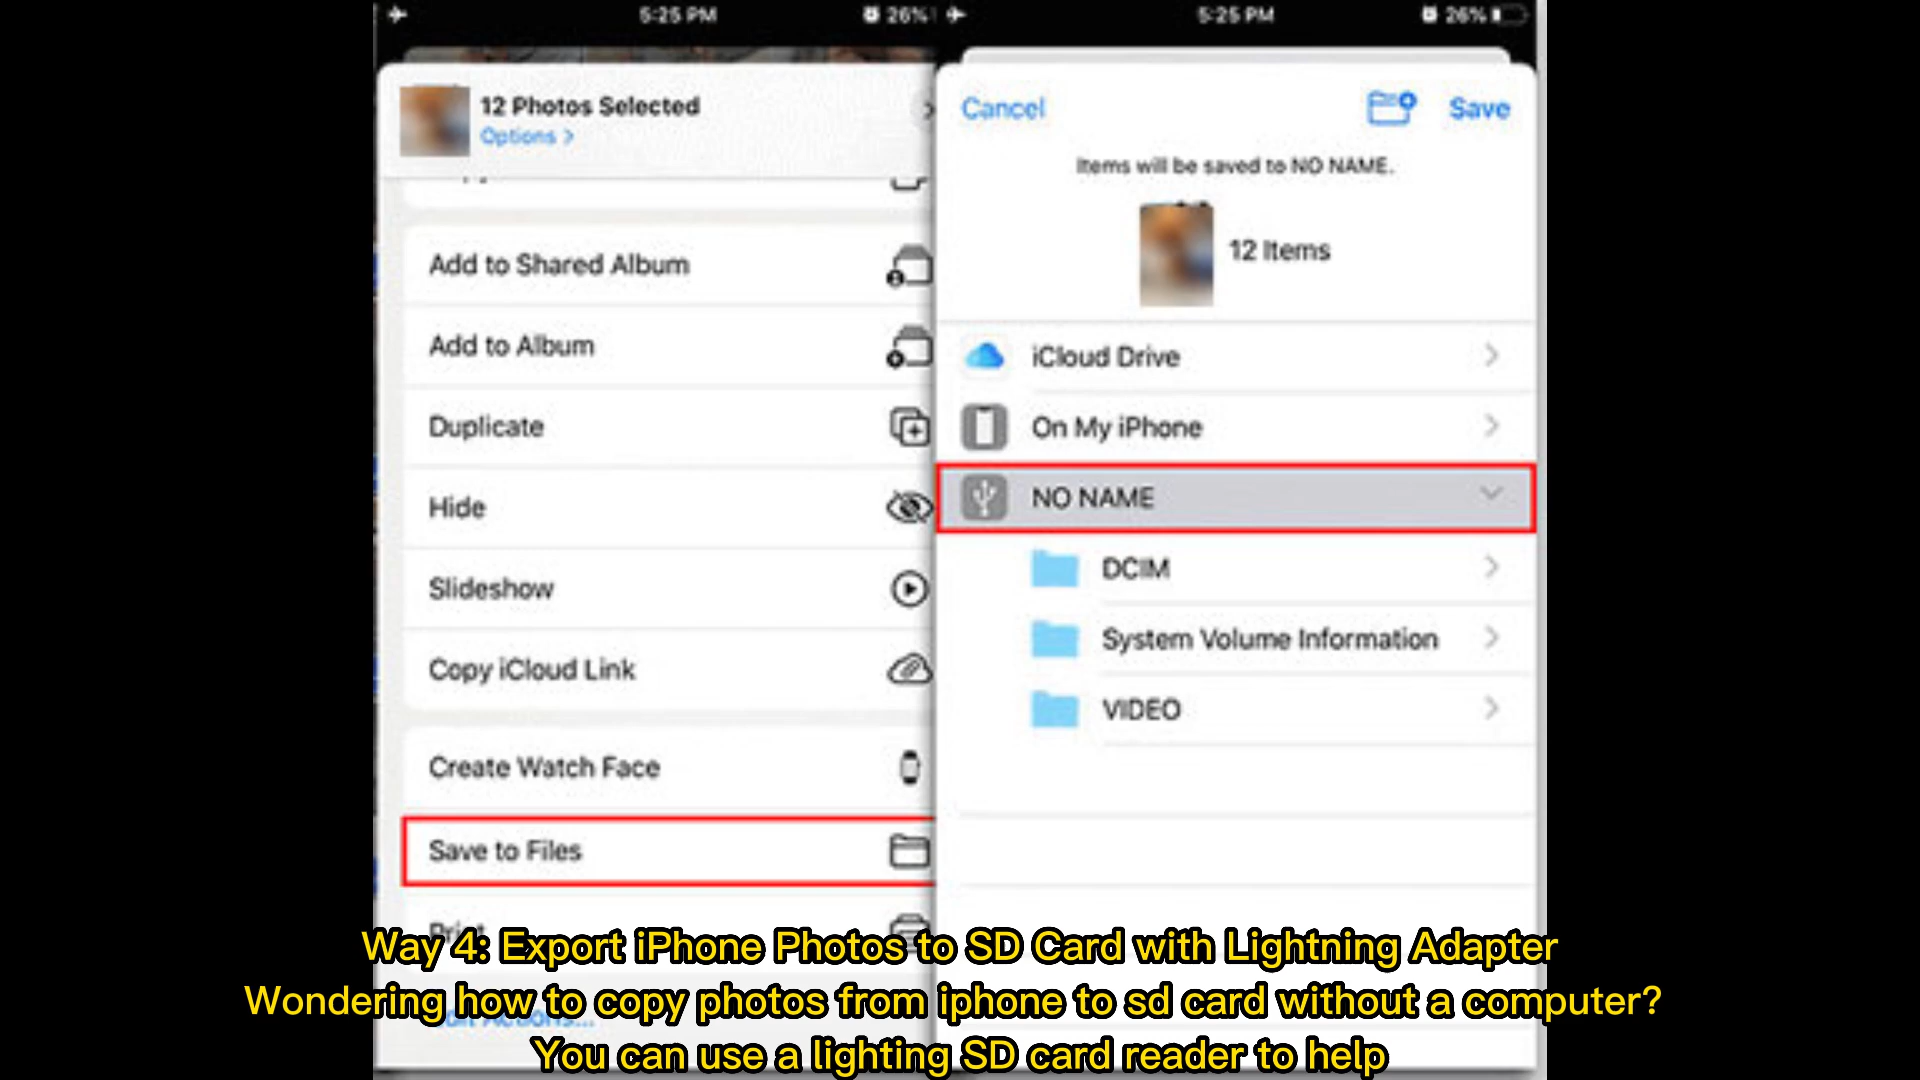 5:25 PM
26%
12 Photos Selected
Options >
Add to Shared Album
Add to Album
Duplicate
Hide
Slideshow
Copy iCloud Link
Create Watch Face
Save to Files
Print
5:25 PM
26%
Cancel
Save
Items will be saved to NO NAME.
12 Items
iCloud Drive
On My iPhone
NO NAME
DCIM
System Volume Information
VIDEO
Way 4: Export iPhone Photos to SD Card with Lightning Adapter
Wondering how to copy photos from iphone to sd card without a computer?
You can use a lighting SD card reader to help